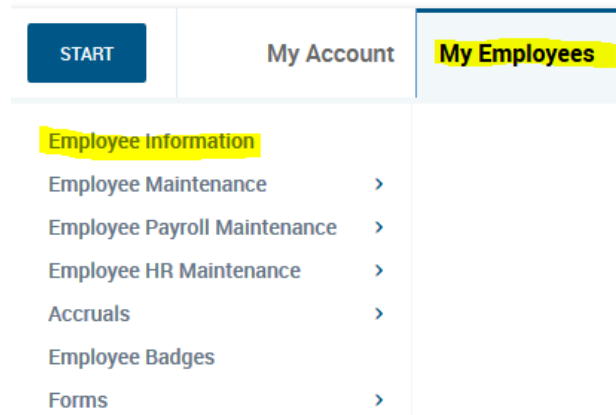 START My Account My Employees
Employee Information
Employee Maintenance
Employee Payroll Maintenance
Employee HR Maintenance
Accruals
Employee Badges
Forms